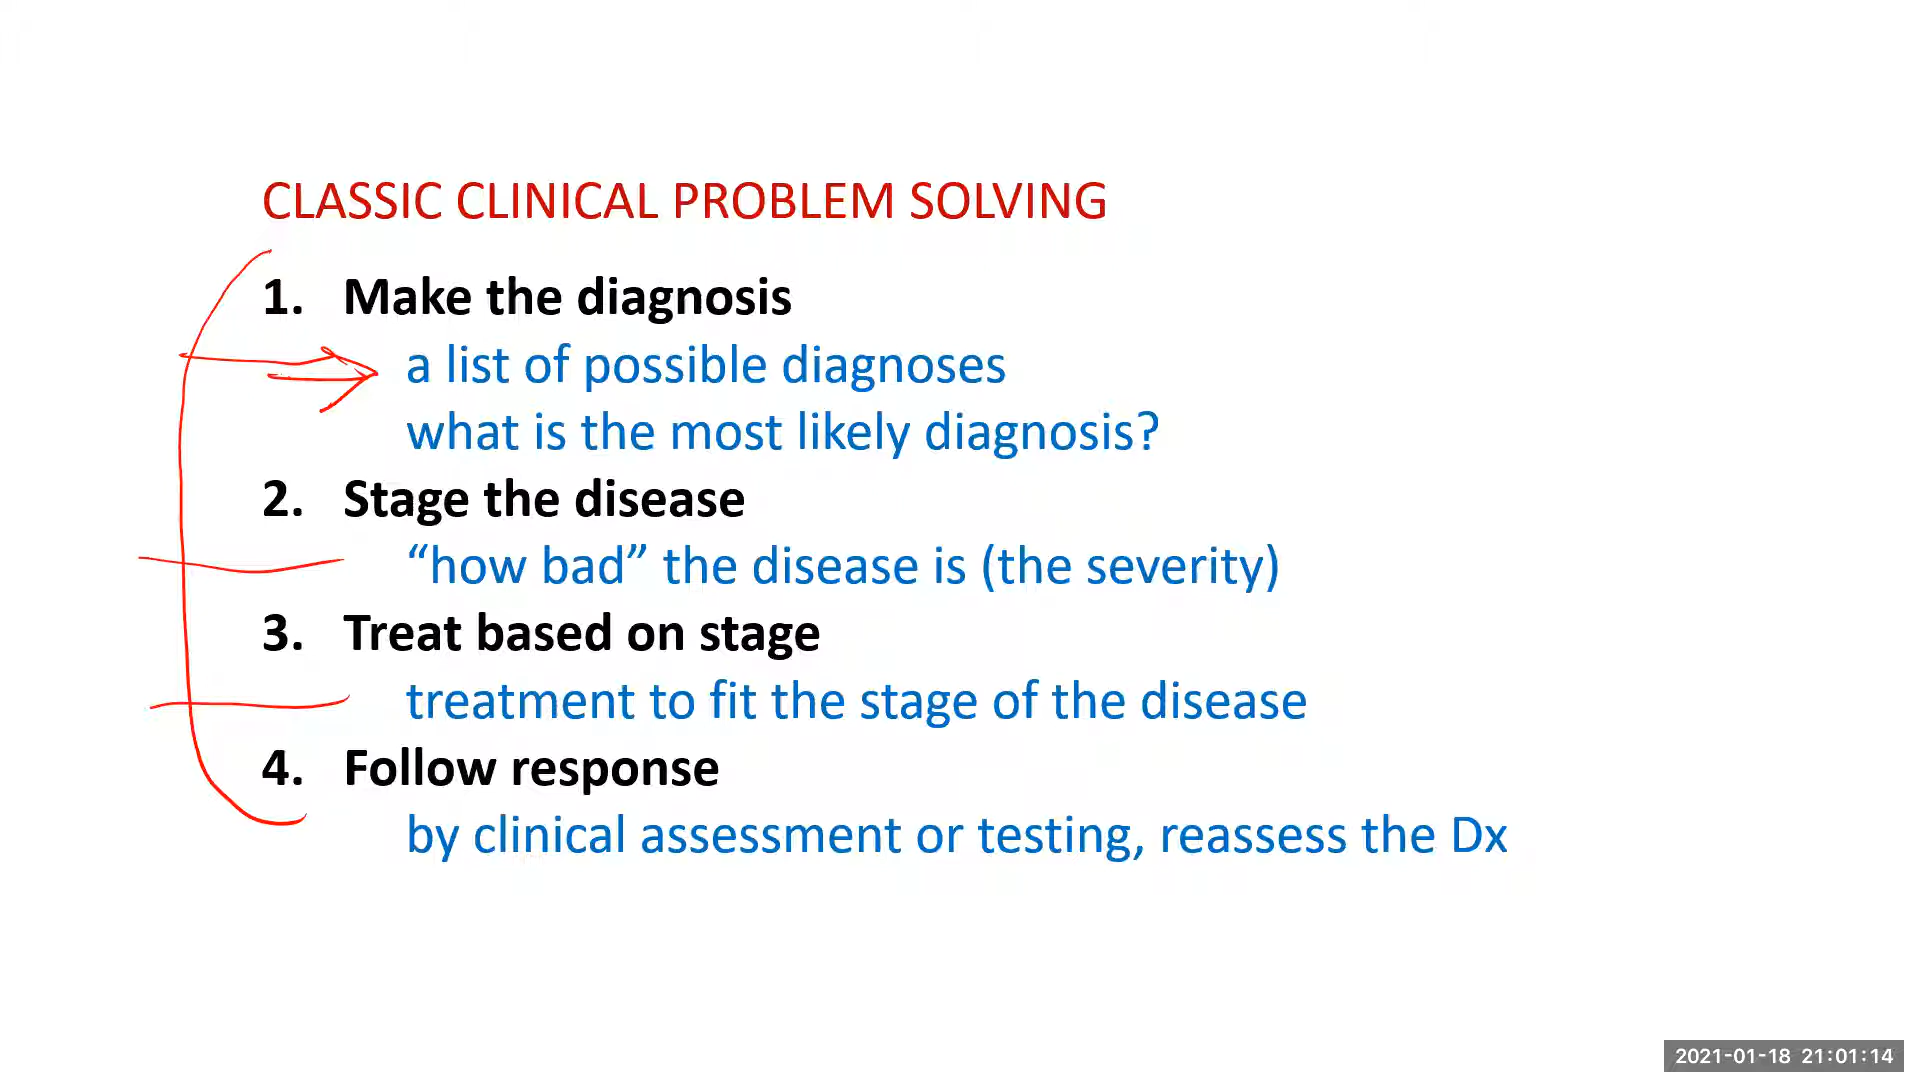 CLASSIC CLINICAL PROBLEM SOLVING
1. Make the diagnosis
a list of possible diagnoses
what is the most likely diagnosis?
2. Stage the disease
“how bad” the disease is (the severity)
3. Treat based on stage
treatment to fit the stage of the disease
4. Follow response
by clinical assessment or testing, reassess the Dx
2021-01-18 21:01:14